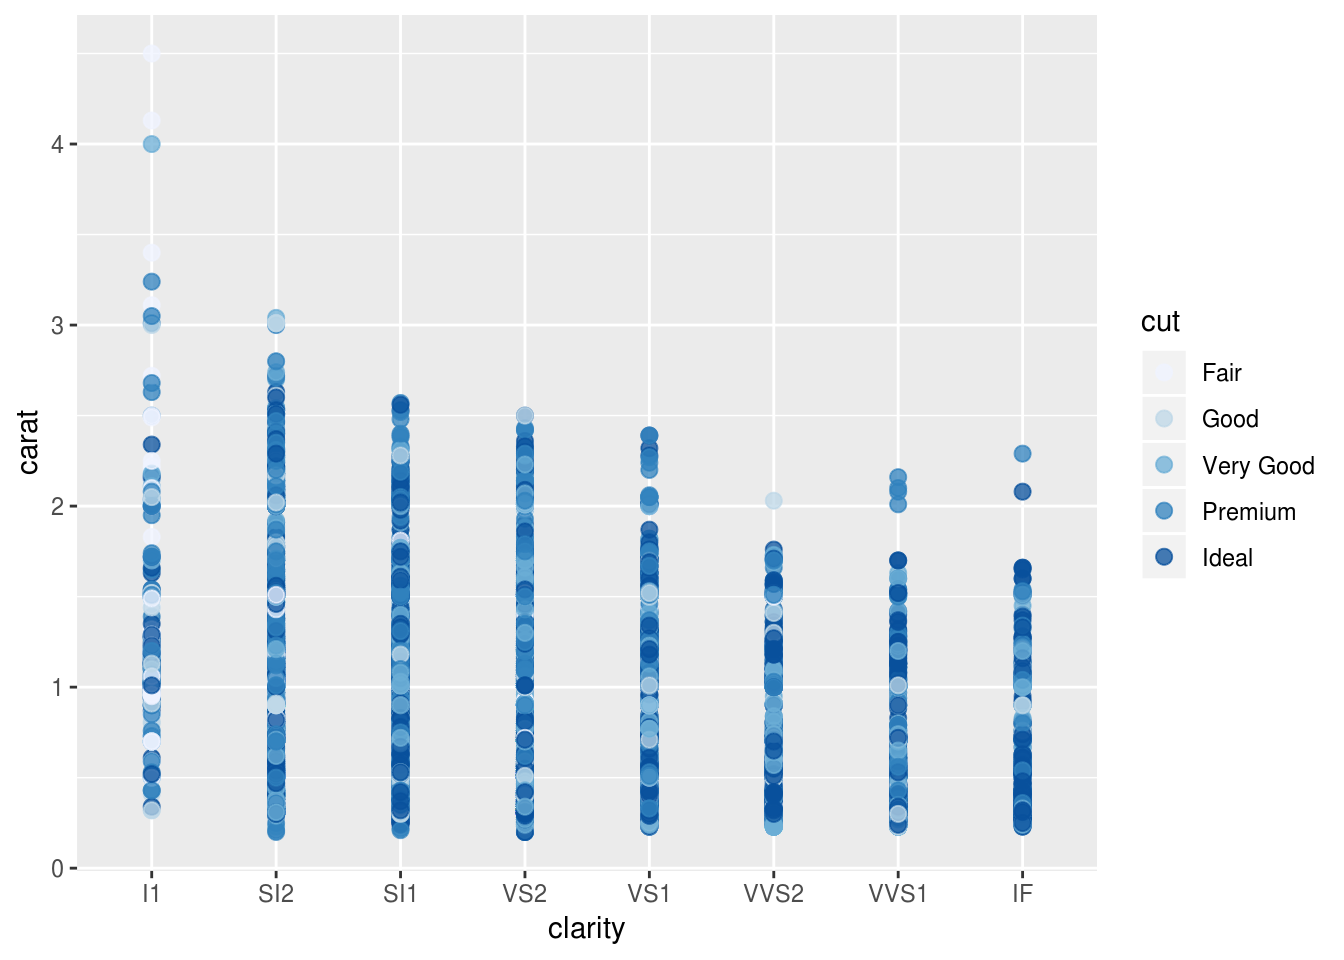 carat
4
3
2
1
0
I1 SI2 SI1 VS2 VS1 VVS2 VVS1 IF
clarity
cut
Fair
Good
Very Good
Premium
Ideal